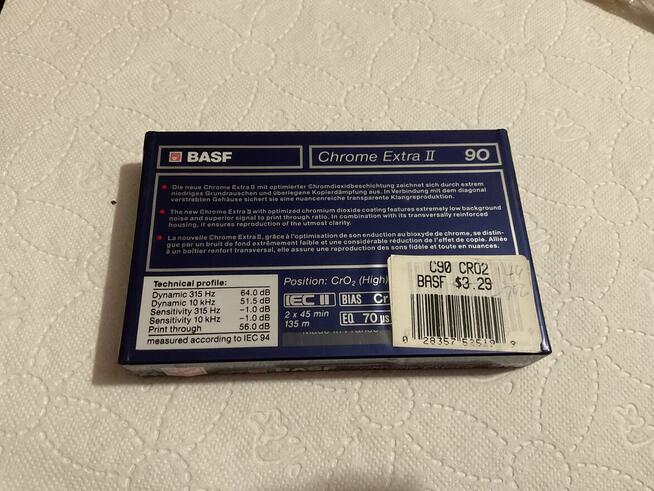 BASF
Chrome Extra II 90
Die neue Chrome Extra II mit optimierter Chromdioxidbeschichtung zeichnet sich durch extrem
niedriges Grundrauschen und überlegene Kopierdämpfung aus. In Verbindung mit dem diagonal
verstrebten Gehäuse sichert sie eine nuancenreiche transparente Klangreproduktion.
The new Chrome Extra II with optimized chromium dioxide coating features extremely low background
noise and superior signal to print through ratio. In combination with its transversally reinforced
housing, it ensures reproduction of the utmost clarity.
La nouvelle Chrome Extra II, grâce à l'optimisation de son enduction au bioxyde de chrome, se distin-
gue par un bruit de fond extrêmement faible et une considérable réduction de l'effet de copie. Alliée
à un boîtier renfort transversal, elle assure une reproduction des sons fidèle et toute en nuances.
Technical profile:
Dynamic 315 Hz 64.0 dB
Dynamic 10 kHz 51.5 dB
Sensitivity 315 Hz -1.0 dB
Sensitivity 10 kHz -1.0 dB
Print through 56.0 dB
measured according to IEC 94
Position: CrO₂ (High)
IEC II BIAS Cr
2 x 45 min
135 m
EQ. 70 µs
Made in France
C90 CRO2
BASF $3.29
0 28357 52519 9
BASF